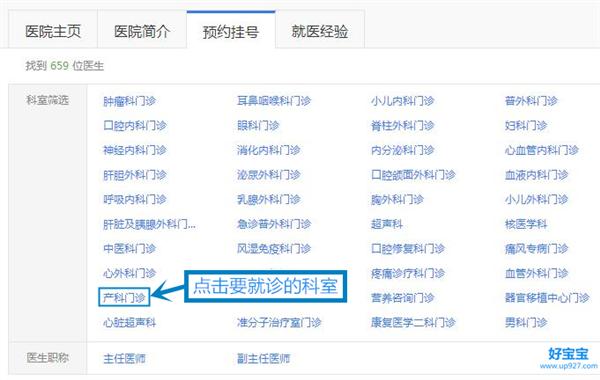 医院主页 医院简介 预约挂号 就医经验
找到 659 位医生
科室筛选 肿瘤科门诊 耳鼻咽喉科门诊 小儿内科门诊 普外科门诊
口腔内科门诊 眼科门诊 脊柱外科门诊 妇科门诊
神经内科门诊 消化内科门诊 内分泌科门诊 心血管内科门诊
肝胆外科门诊 泌尿外科门诊 口腔颌面外科门诊 血液内科门诊
呼吸内科门诊 乳腺外科门诊 胸外科门诊 小儿外科门诊
肝脏及胰腺外科门... 急诊普外科门诊 超声科 核医学科
中医科门诊 风湿免疫科门诊 口腔修复科门诊 痛风专病门诊
心外科门诊 疼痛诊疗科门诊 血管外科门诊
点击要就诊的科室
产科门诊 营养咨询门诊 器官移植中心门诊
心脏超声科 准分子治疗室门诊 康复医学二科门诊 男科门诊
医生职称 主任医师 副主任医师
好宝宝
www.up927.com